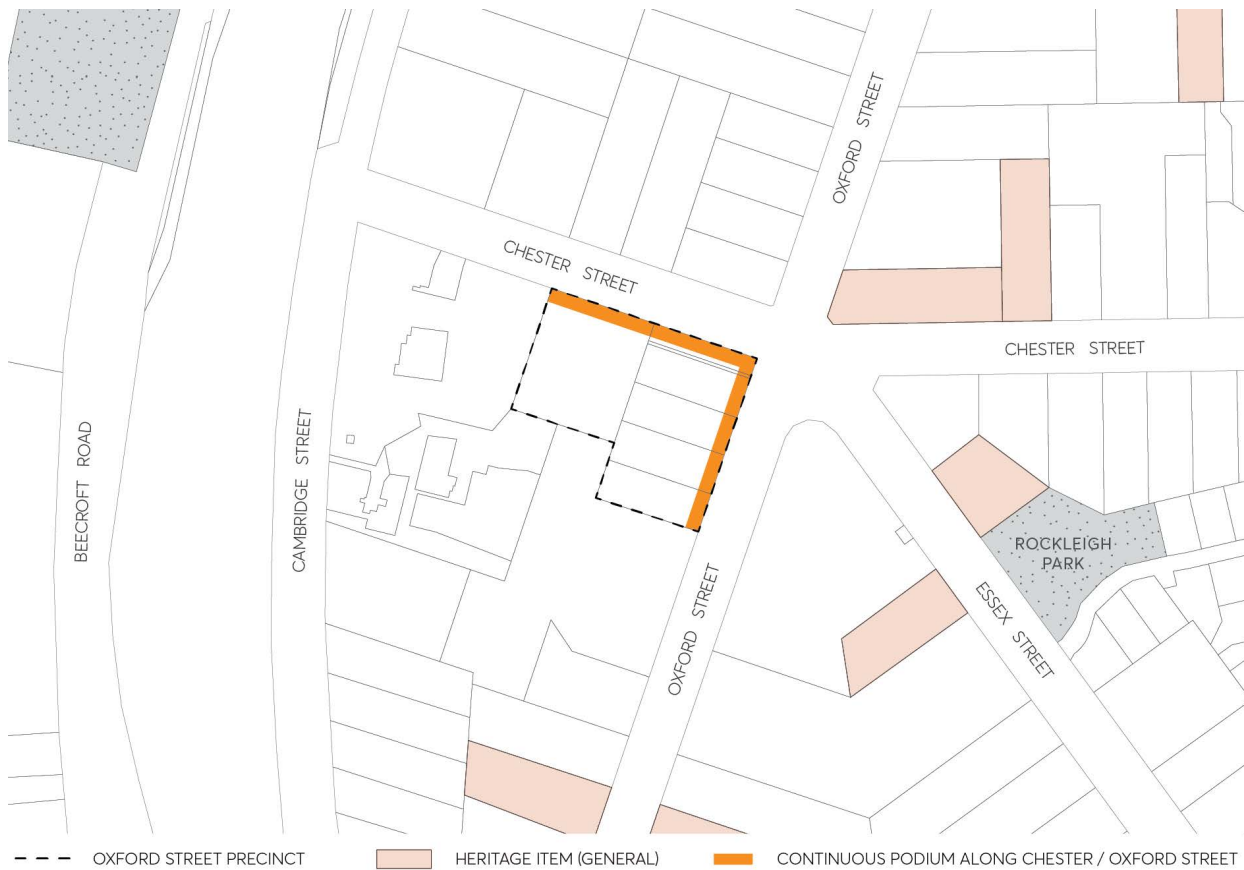 OXFORD STREET
CHESTER STREET
CHESTER STREET
BEECROFT ROAD
CAMBRIDGE STREET
ROCKLEIGH
PARK
OXFORD STREET
ESSEX STREET
OXFORD STREET PRECINCT
HERITAGE ITEM (GENERAL)
CONTINUOUS PODIUM ALONG CHESTER / OXFORD STREET